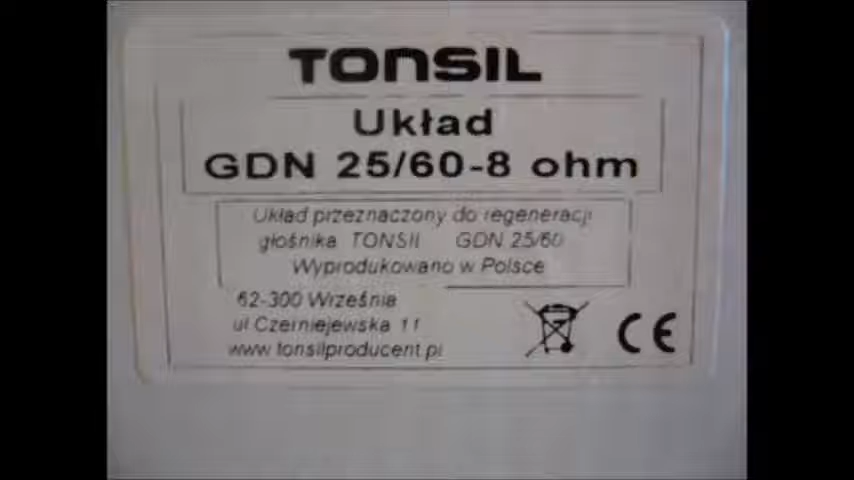 TONSIL
Układ
GDN 25/60-8 ohm
Układ przeznaczony do regeneracji
głośnika TONSIL GDN 25/60
Wyprodukowano w Polsce
62-300 Września
ul Czerniejewska 11
www.tonsilproducent.pl
CE